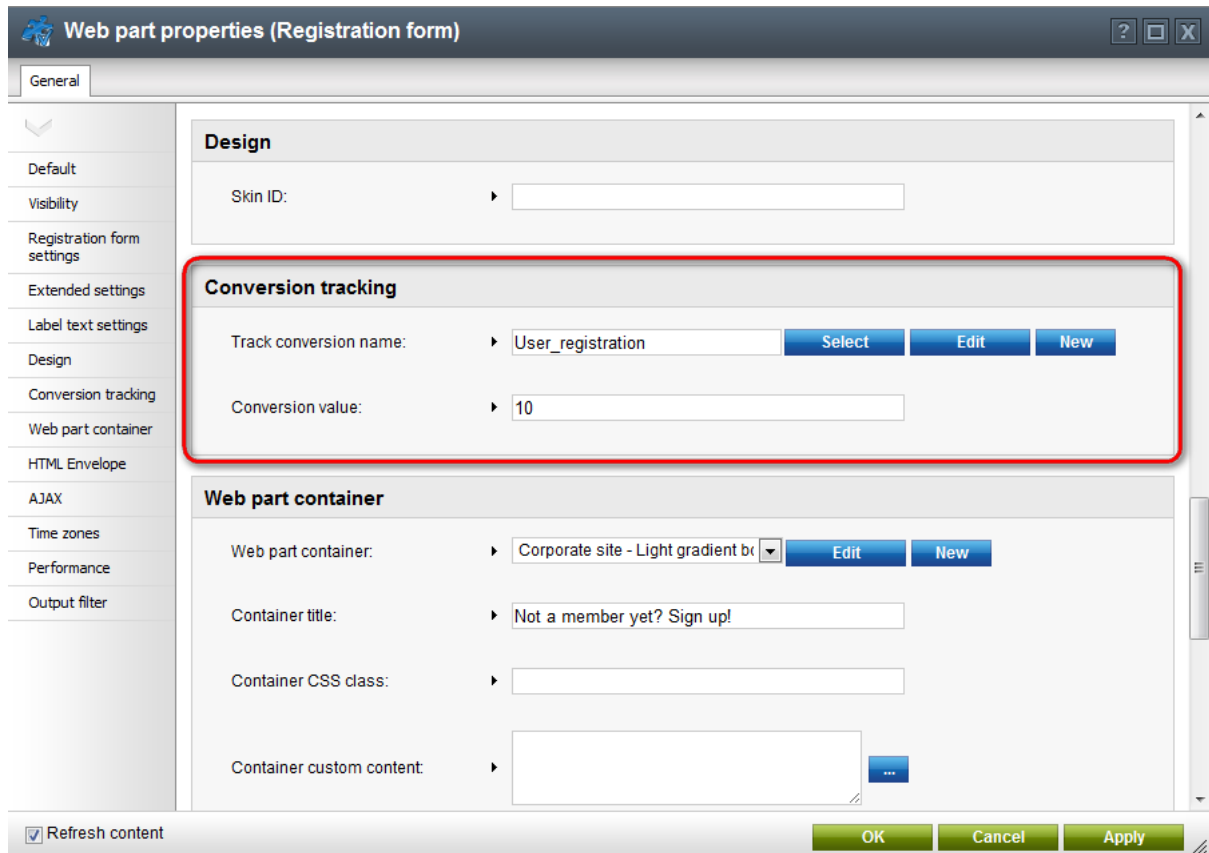 Web part properties (Registration form)
? X
General
Default
Visibility
Registration form
settings
Extended settings
Label text settings
Design
Conversion tracking
Web part container
HTML Envelope
AJAX
Time zones
Performance
Output filter
Design
Skin ID:
Conversion tracking
Track conversion name: User_registration Select Edit New
Conversion value: 10
Web part container
Web part container: Corporate site - Light gradient Edit New
Container title: Not a member yet? Sign up!
Container CSS class:
Container custom content: ...
Refresh content OK Cancel Apply